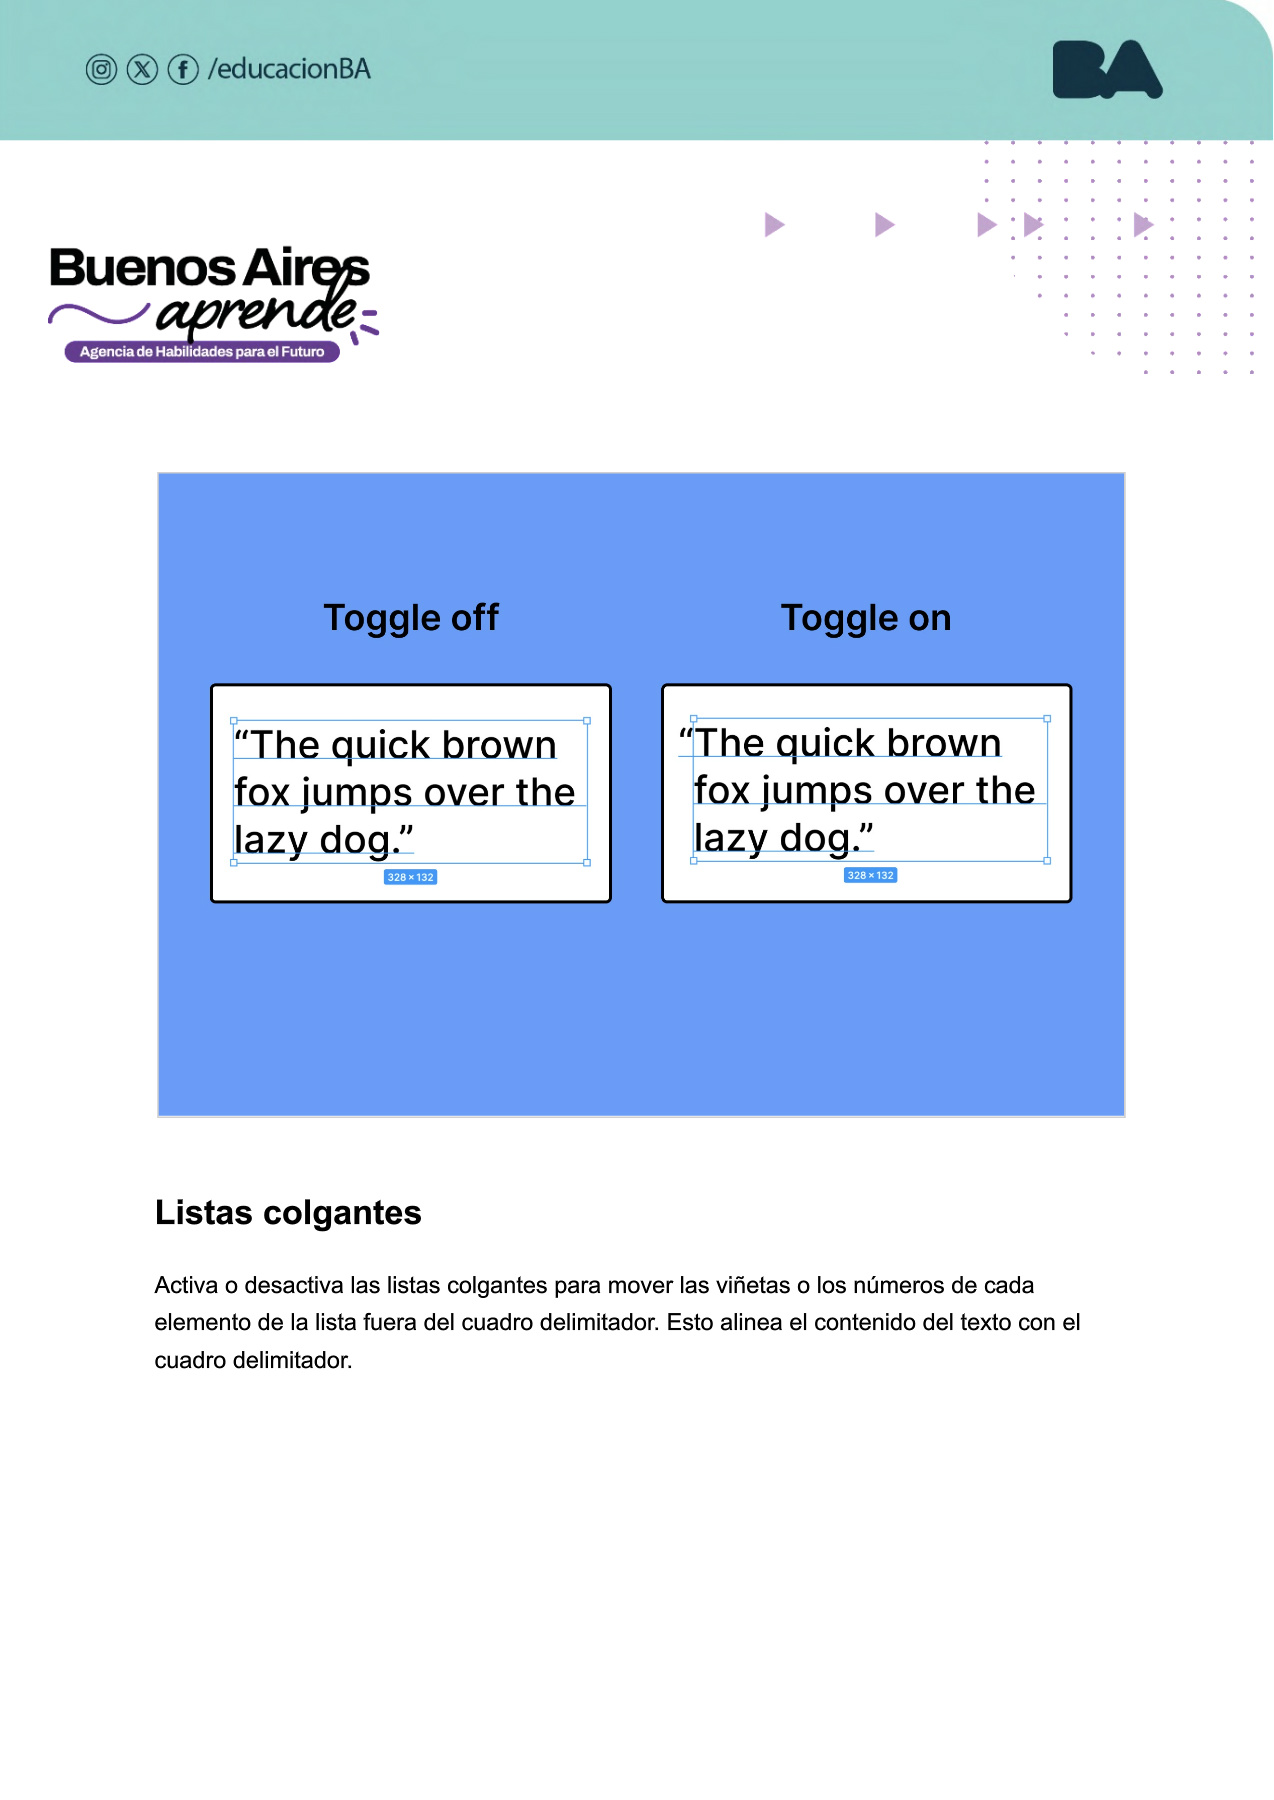 /educacionBA
BA
Buenos Aires
aprende
Agencia de Habilidades para el Futuro
Toggle off
Toggle on
“The quick brown
fox jumps over the
lazy dog.”
328 × 132
“The quick brown
fox jumps over the
lazy dog.”
328 × 132
Listas colgantes
Activa o desactiva las listas colgantes para mover las viñetas o los números de cada
elemento de la lista fuera del cuadro delimitador. Esto alinea el contenido del texto con el
cuadro delimitador.